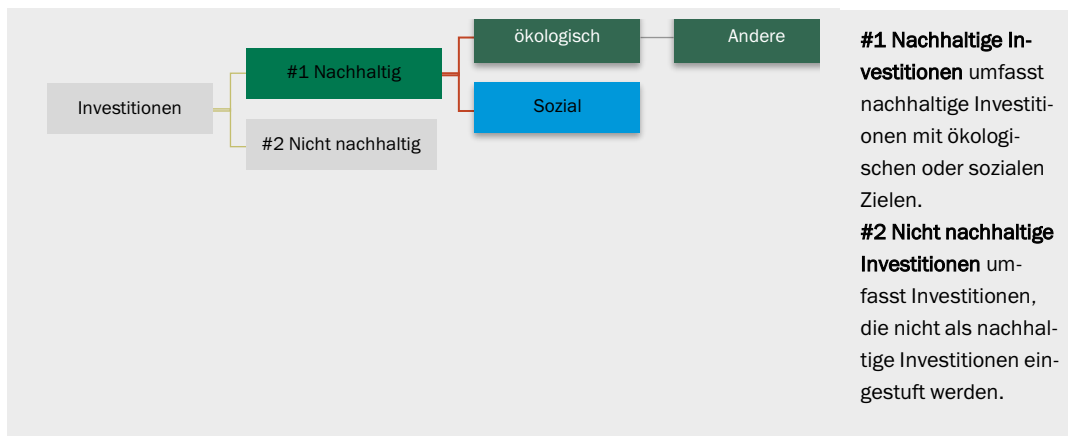 Investitionen
#1 Nachhaltig
#2 Nicht nachhaltig
ökologisch
Sozial
Andere
#1 Nachhaltige In-
vestitionen umfasst
nachhaltige Investiti-
onen mit ökologi-
schen oder sozialen
Zielen.
#2 Nicht nachhaltige
Investitionen um-
fasst Investitionen,
die nicht als nachhal-
tige Investitionen ein-
gestuft werden.